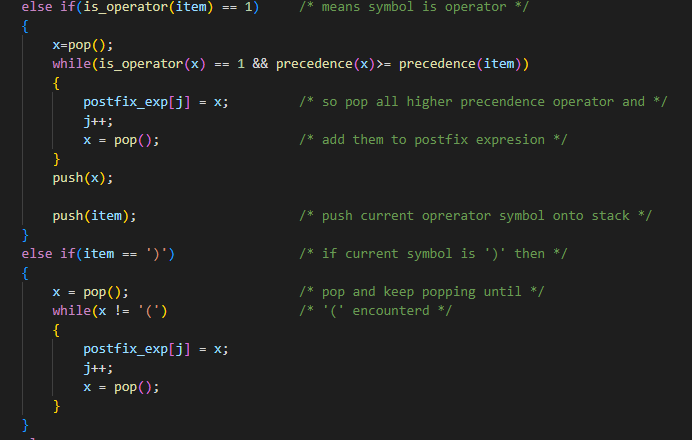 else if(is_operator(item) == 1)     /* means symbol is operator */
{
    x=pop();
    while(is_operator(x) == 1 && precedence(x)>= precedence(item))
    {
        postfix_exp[j] = x;         /* so pop all higher precendence operator and */
        j++;
        x = pop();                  /* add them to postfix expresion */
    }
    push(x);
    push(item);                     /* push current oprerator symbol onto stack */
}
else if(item == ')')                /* if current symbol is ')' then */
{
    x = pop();                      /* pop and keep popping until */
    while(x != '(')                 /* '(' encounterd */
    {
        postfix_exp[j] = x;
        j++;
        x = pop();
    }
}